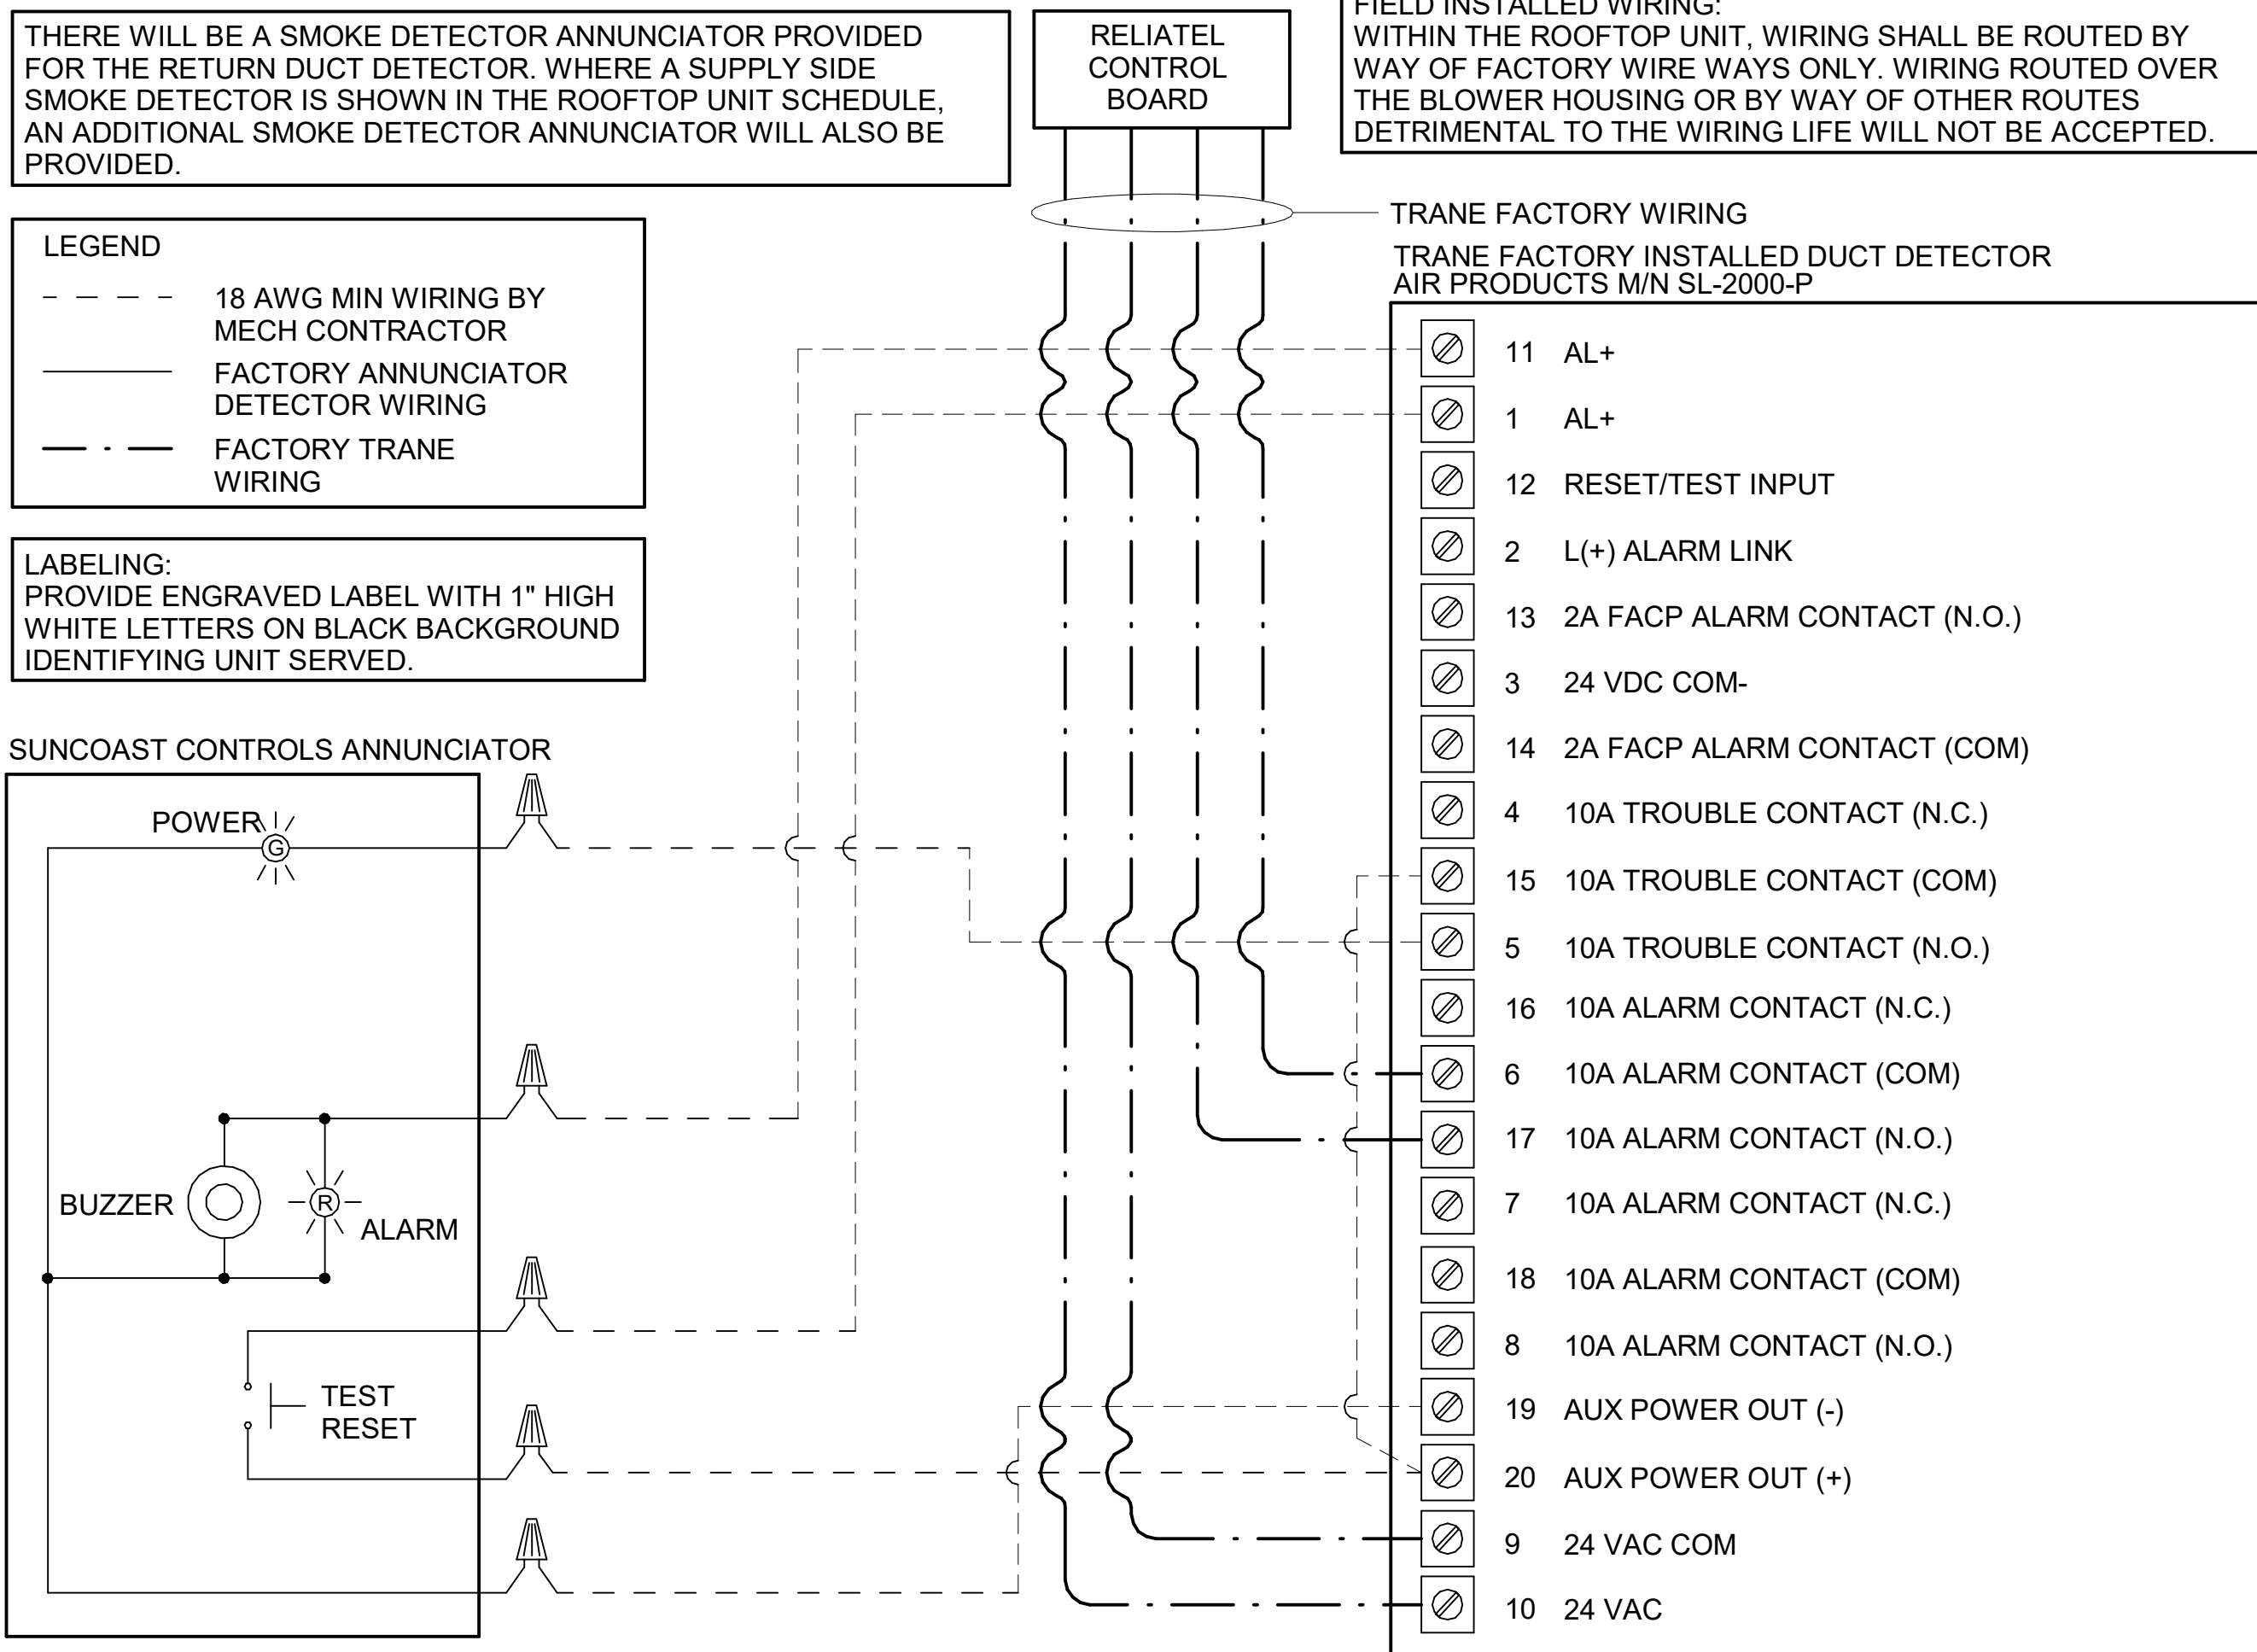 THERE WILL BE A SMOKE DETECTOR ANNUNCIATOR PROVIDED
FOR THE RETURN DUCT DETECTOR. WHERE A SUPPLY SIDE
SMOKE DETECTOR IS SHOWN IN THE ROOFTOP UNIT SCHEDULE,
AN ADDITIONAL SMOKE DETECTOR ANNUNCIATOR WILL ALSO BE
PROVIDED.
RELIATEL
CONTROL
BOARD
FIELD INSTALLED WIRING:
WITHIN THE ROOFTOP UNIT, WIRING SHALL BE ROUTED BY
WAY OF FACTORY WIRE WAYS ONLY. WIRING ROUTED OVER
THE BLOWER HOUSING OR BY WAY OF OTHER ROUTES
DETRIMENTAL TO THE WIRING LIFE WILL NOT BE ACCEPTED.
LEGEND
18 AWG MIN WIRING BY
MECH CONTRACTOR
FACTORY ANNUNCIATOR
DETECTOR WIRING
FACTORY TRANE
WIRING
LABELING:
PROVIDE ENGRAVED LABEL WITH 1" HIGH
WHITE LETTERS ON BLACK BACKGROUND
IDENTIFYING UNIT SERVED.
SUNCOAST CONTROLS ANNUNCIATOR
POWER
G
BUZZER
R
ALARM
TEST
RESET
TRANE FACTORY WIRING
TRANE FACTORY INSTALLED DUCT DETECTOR
AIR PRODUCTS M/N SL-2000-P
11 AL+
1 AL+
12 RESET/TEST INPUT
2 L(+) ALARM LINK
13 2A FACP ALARM CONTACT (N.O.)
3 24 VDC COM-
14 2A FACP ALARM CONTACT (COM)
4 10A TROUBLE CONTACT (N.C.)
15 10A TROUBLE CONTACT (COM)
5 10A TROUBLE CONTACT (N.O.)
16 10A ALARM CONTACT (N.C.)
6 10A ALARM CONTACT (COM)
17 10A ALARM CONTACT (N.O.)
7 10A ALARM CONTACT (N.C.)
18 10A ALARM CONTACT (COM)
8 10A ALARM CONTACT (N.O.)
19 AUX POWER OUT (-)
20 AUX POWER OUT (+)
9 24 VAC COM
10 24 VAC